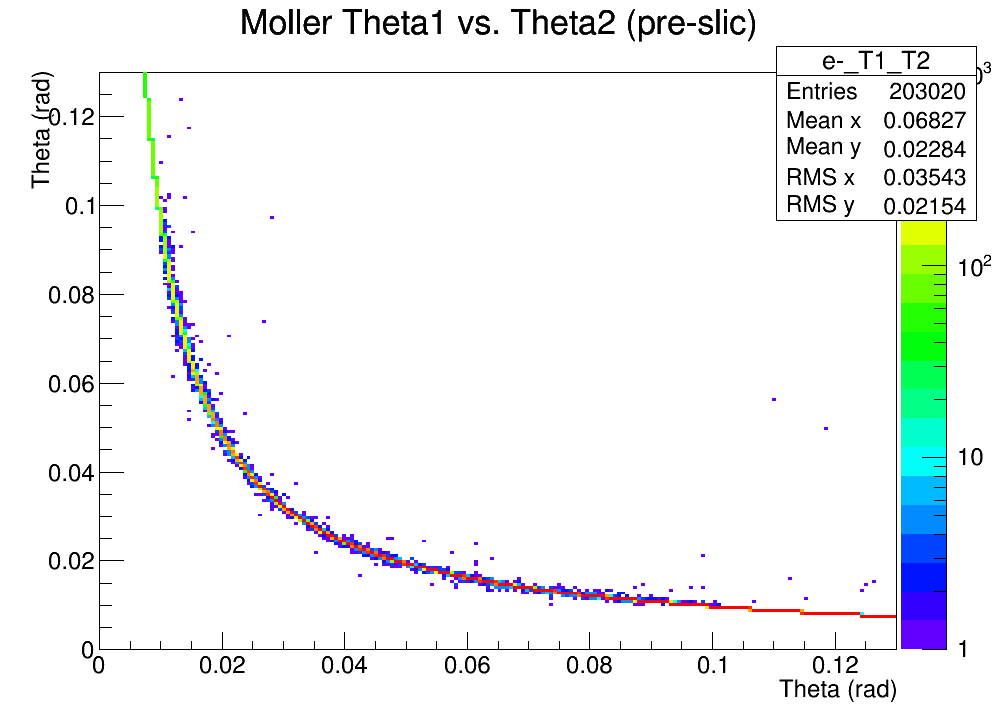 Moller Theta1 vs. Theta2 (pre-slic)
e-_T1_T2
Entries 203020
Mean x 0.06827
Mean y 0.02284
RMS x 0.03543
RMS y 0.02154
Theta (rad)
0.12
0.1
0.08
0.06
0.04
0.02
0
0 0.02 0.04 0.06 0.08 0.1 0.12
Theta (rad)
10²
10
1